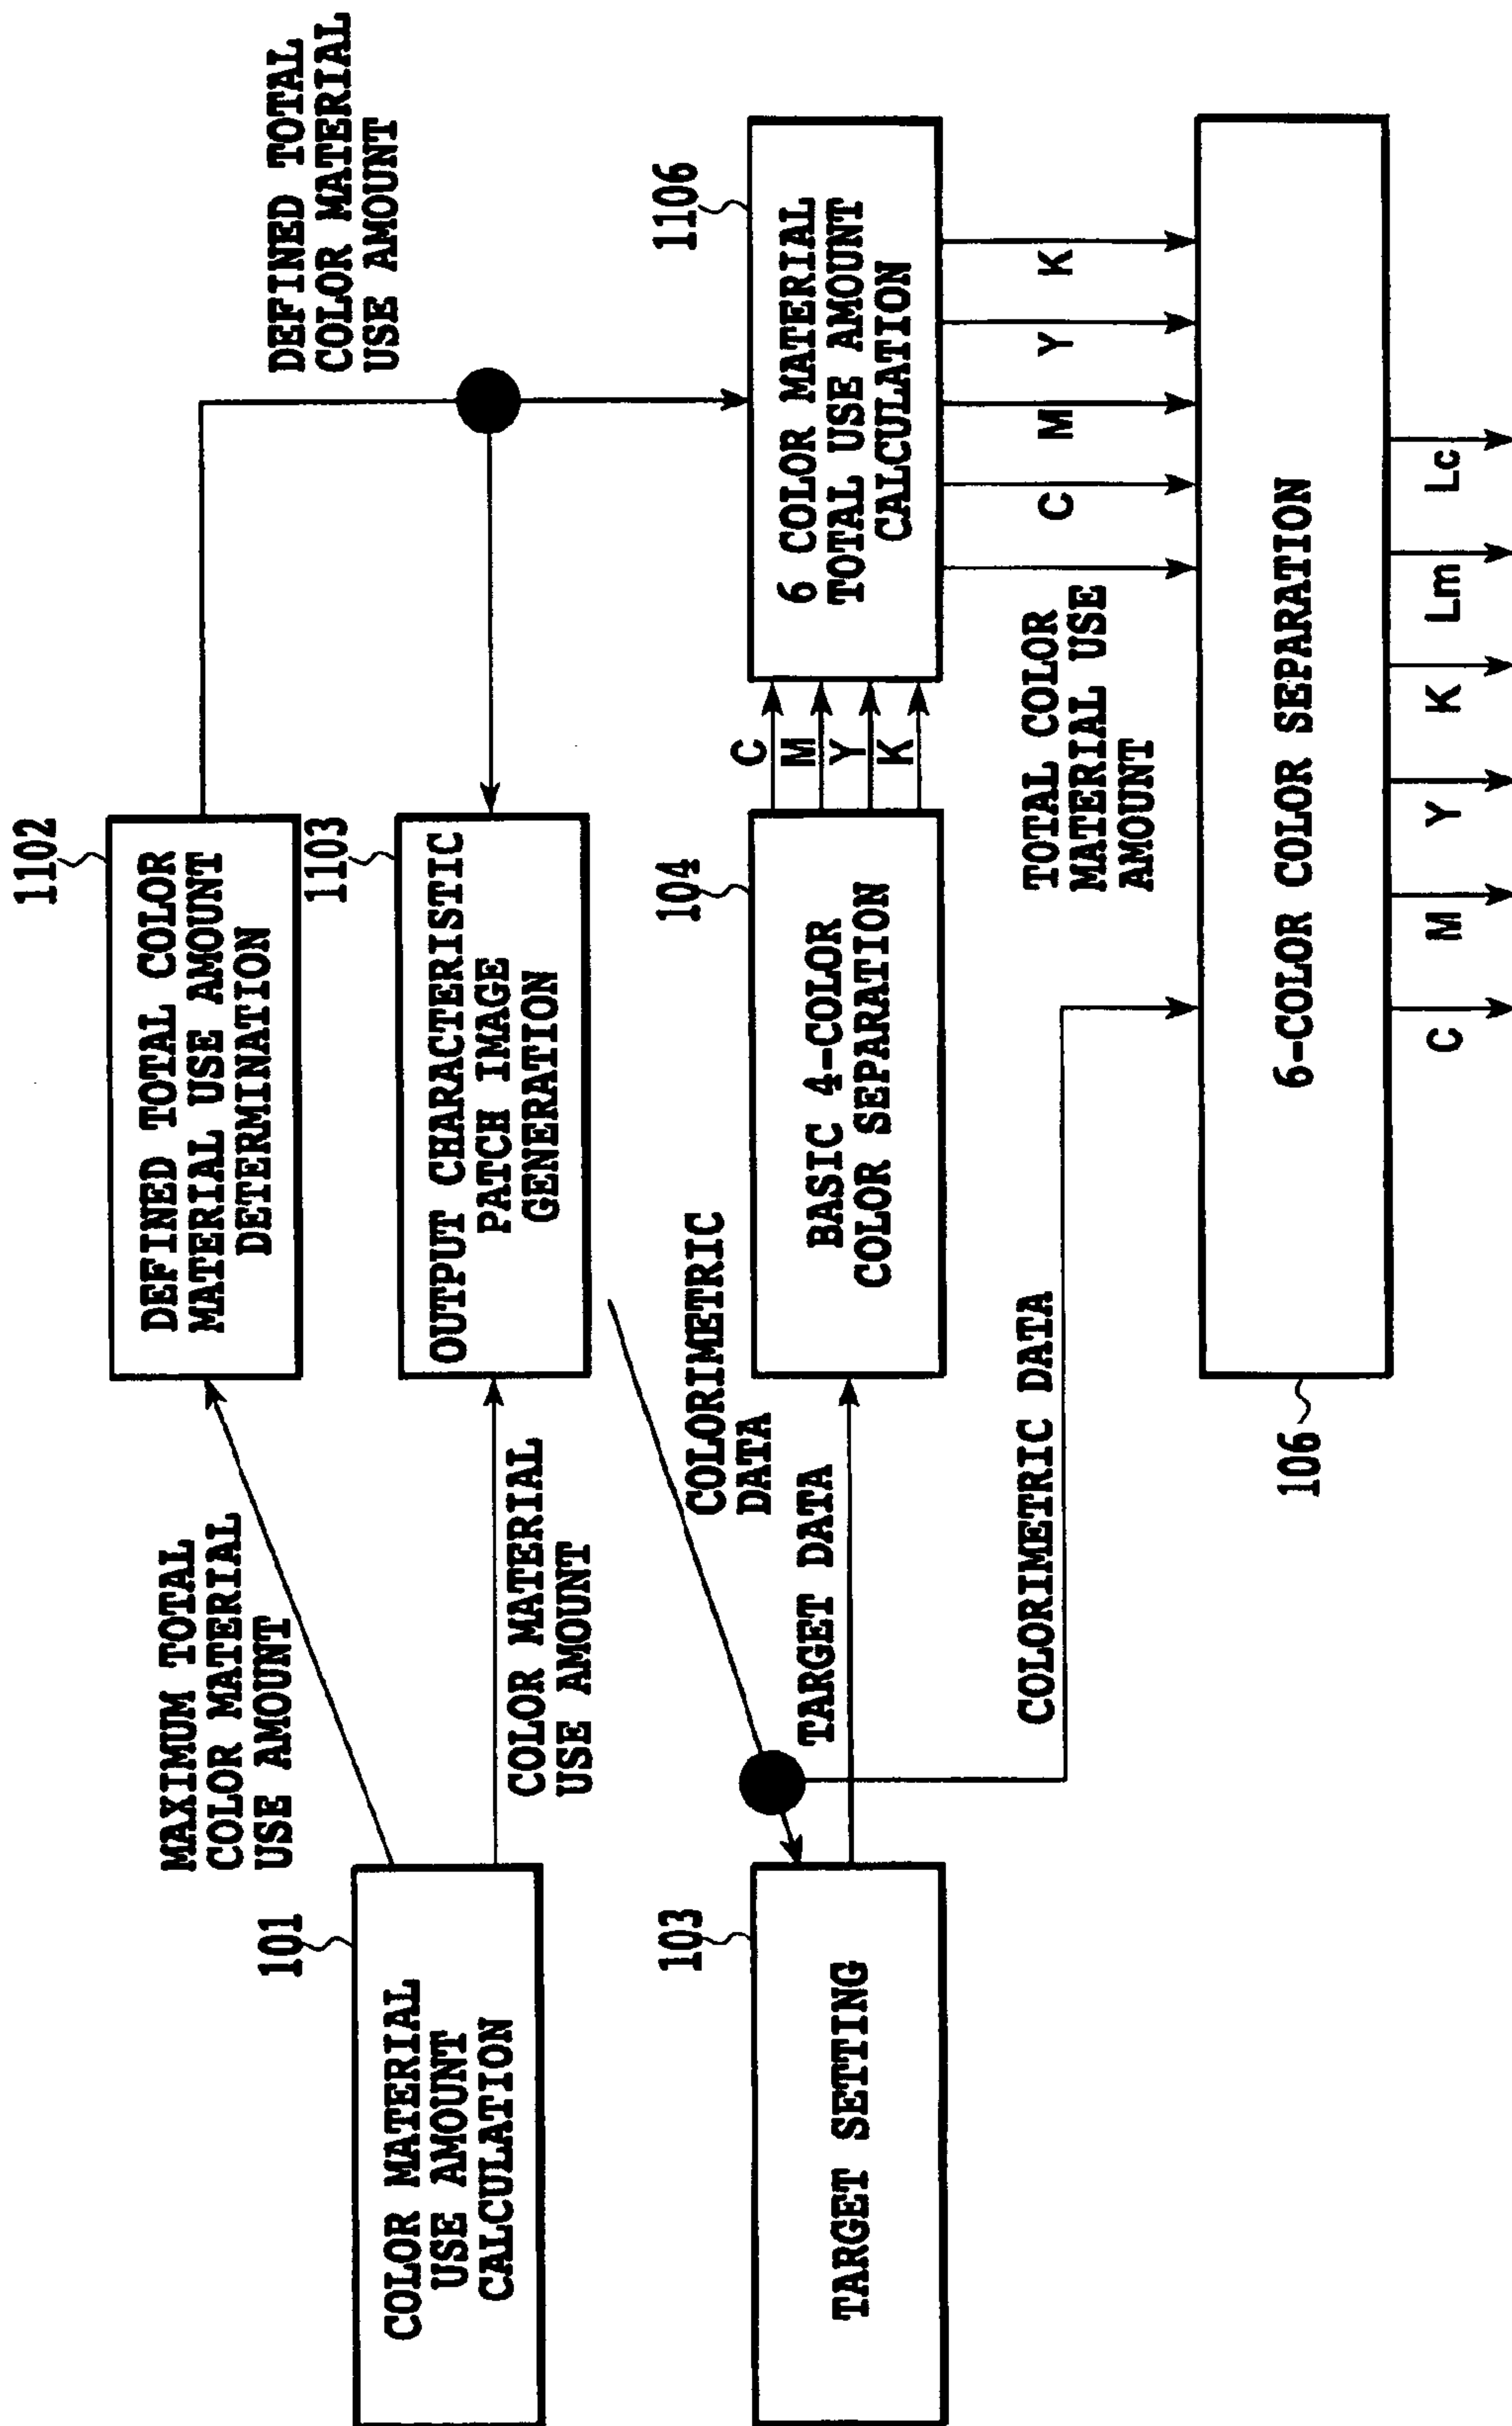 1102
DEFINED TOTAL COLOR
MATERIAL USE AMOUNT
DETERMINATION
DEFINED TOTAL
COLOR MATERIAL
USE AMOUNT
MAXIMUM TOTAL
COLOR MATERIAL
USE AMOUNT
101
COLOR MATERIAL
USE AMOUNT
CALCULATION
COLOR MATERIAL
USE AMOUNT
1103
OUTPUT CHARACTERISTIC
PATCH IMAGE
GENERATION
COLORIMETRIC
DATA
103
TARGET SETTING
TARGET DATA
104
BASIC 4-COLOR
COLOR SEPARATION
C
M
Y
K
1106
6 COLOR MATERIAL
TOTAL USE AMOUNT
CALCULATION
COLORIMETRIC DATA
TOTAL COLOR
MATERIAL USE
AMOUNT
C
M
Y
K
106
6-COLOR COLOR SEPARATION
C
M
Y
K
Lm
Lc